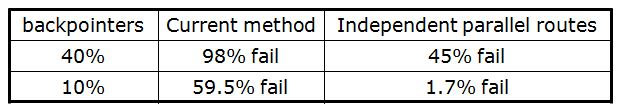 backpointers Current method Independent parallel routes
40% 98% fail 45% fail
10% 59.5% fail 1.7% fail